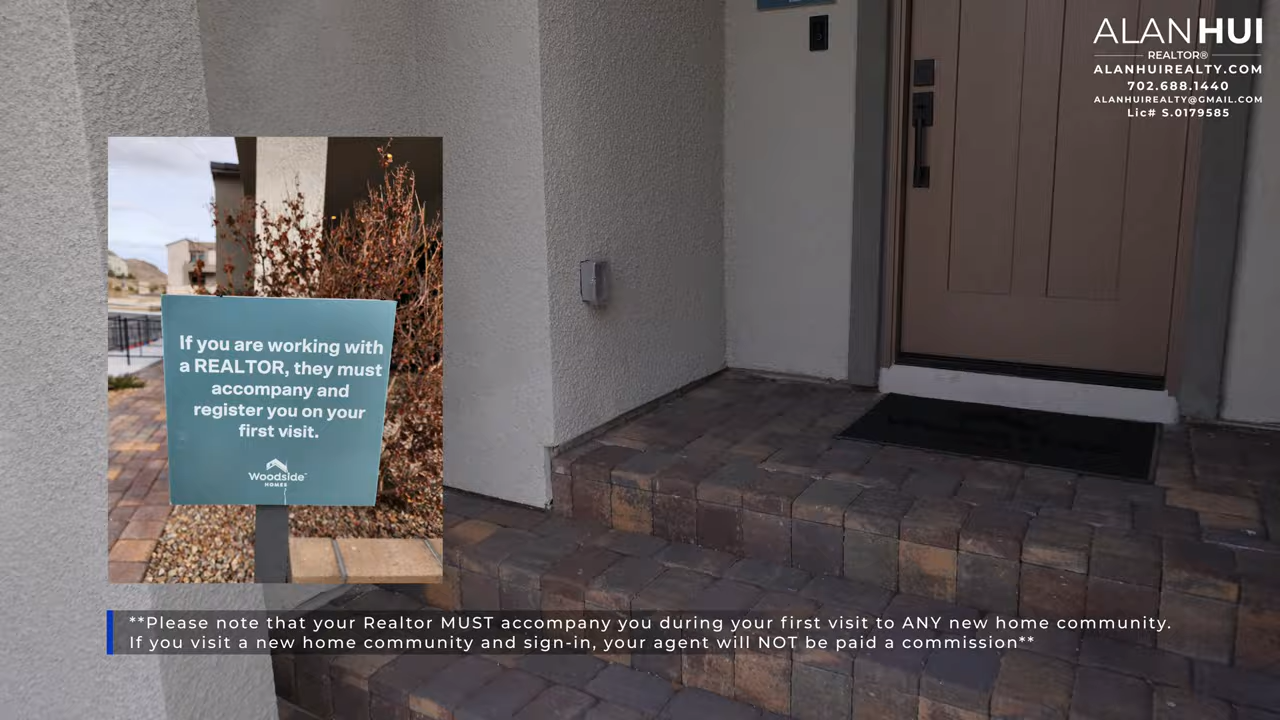 ALANHUI
REALTOR®
ALANHUIREALTY.COM
702.688.1440
ALANHUIREALTY@GMAIL.COM
Lic# S.0179585
If you are working with
a REALTOR, they must
accompany and
register you on your
first visit.
Woodside™
HOMES
**Please note that your Realtor MUST accompany you during your first visit to ANY new home community.
If you visit a new home community and sign-in, your agent will NOT be paid a commission**